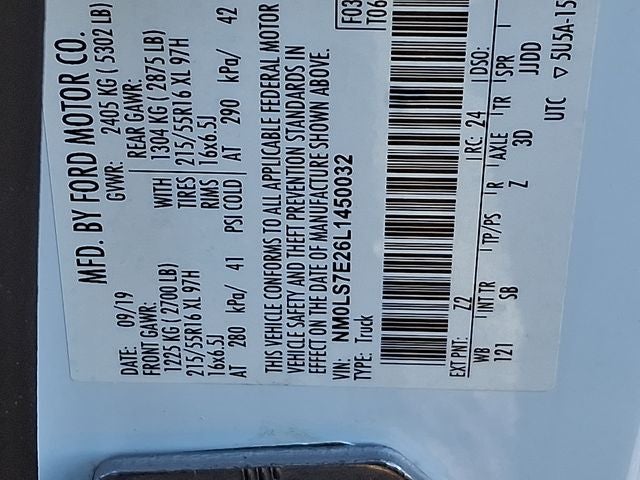 MFD. BY FORD MOTOR CO.
DATE: 09/19 GVWR: 2405 KG ( 5302 LB)
FRONT GAWR: REAR GAWR:
1225 KG ( 2700 LB) WITH 1304 KG ( 2875 LB)
215/55R16 XL 97H TIRES 215/55R16 XL 97H
16x6.5J RIMS 16x6.5J
AT 280 kPa/ 41 PSI COLD AT 290 kPa/ 42
THIS VEHICLE CONFORMS TO ALL APPLICABLE FEDERAL MOTOR
VEHICLE SAFETY AND THEFT PREVENTION STANDARDS IN
EFFECT ON THE DATE OF MANUFACTURE SHOWN ABOVE.
VIN: NM0LS7E26L1450032
TYPE: Truck
F03
T06
EXT PNT: Z2 RC: 24 DSO:
WB INT TR TP/PS R AXLE TR SPR
121 SB Z 3D JJDD
UTC ▽ 5U5A-15